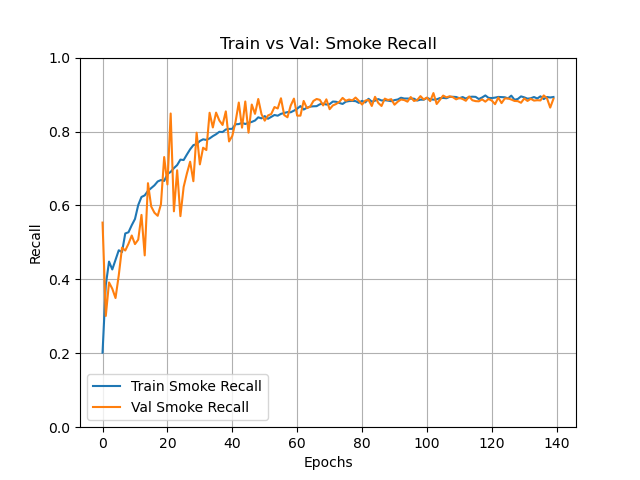 Train vs Val: Smoke Recall
1.0
0.8
0.6
0.4
0.2
0.0
Recall
Train Smoke Recall
Val Smoke Recall
0 20 40 60 80 100 120 140
Epochs